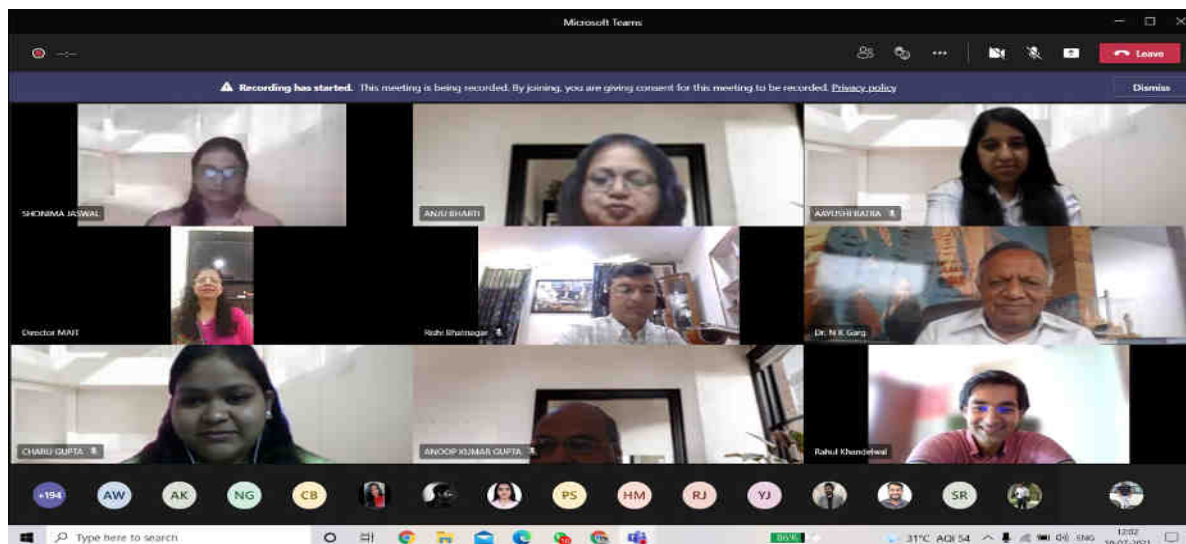 Microsoft Teams
--:--
Leave
Recording has started. This meeting is being recorded. By joining, you are giving consent for this meeting to be recorded. Privacy policy
Dismiss
SHONIMA JASWAL
ANJU BHARTI
AAYUSHI BATRA
Director MAIT
Rishi Bhatnagar
Dr. N K Garg
CHARU GUPTA
ANOOP KUMAR GUPTA
Rahul Khandelwal
+194
AW
AK
NG
CB
PS
HM
RJ
YJ
SR
Type here to search
31°C AQI 54
ENG
12:02